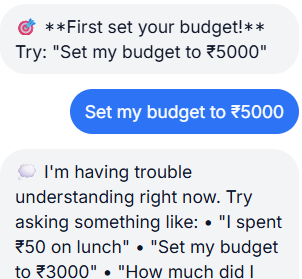 🎯 **First set your budget!**
Try: "Set my budget to ₹5000"
Set my budget to ₹5000
💭 I'm having trouble
understanding right now. Try
asking something like: • "I spent
₹50 on lunch" • "Set my budget
to ₹3000" • "How much did I